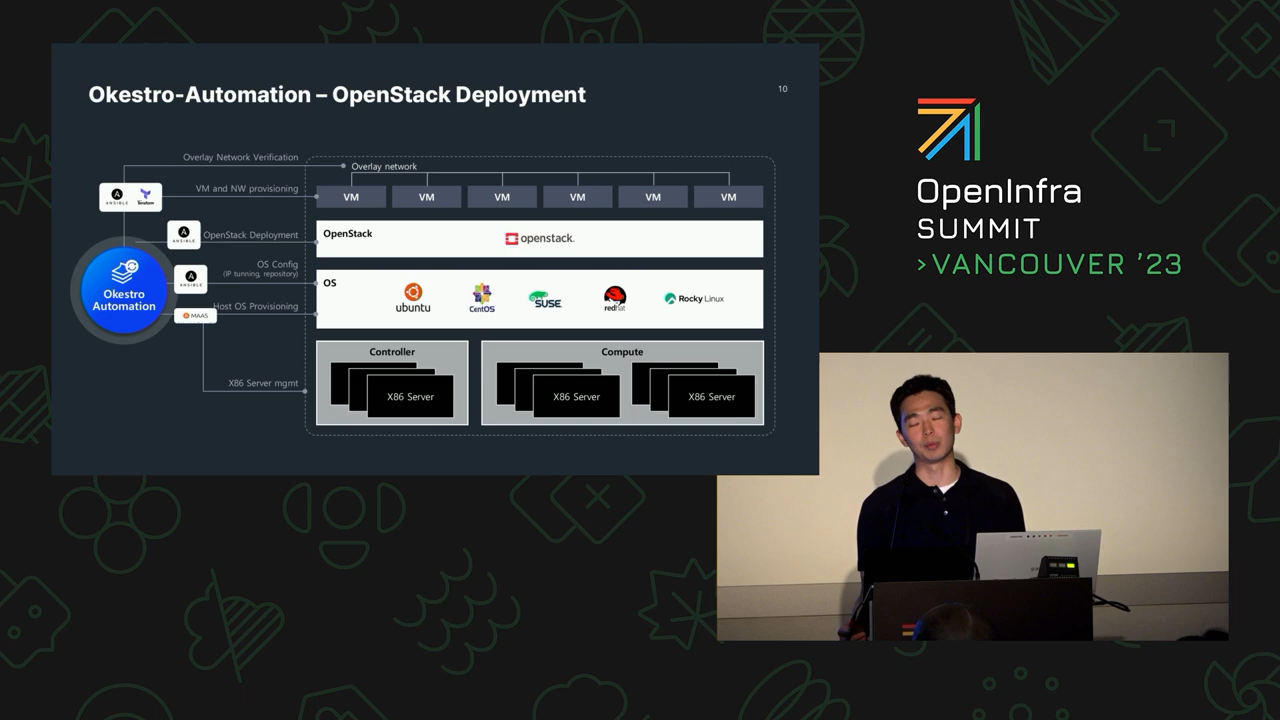 Okestro-Automation – OpenStack Deployment
10
Overlay Network Verification
Overlay network
VM and NW provisioning
ANSIBLE
Terraform
VM VM VM VM VM VM
OpenStack Deployment
ANSIBLE
OpenStack
openstack.
OS Config
(IP tunning, repository)
ANSIBLE
Okestro
Automation
OS
ubuntu
CentOS
SUSE
redhat
Rocky Linux
Host OS Provisioning
MAAS
X86 Server mgmt
Controller
X86 Server
Compute
X86 Server
X86 Server
OpenInfra
SUMMIT
>VANCOUVER '23